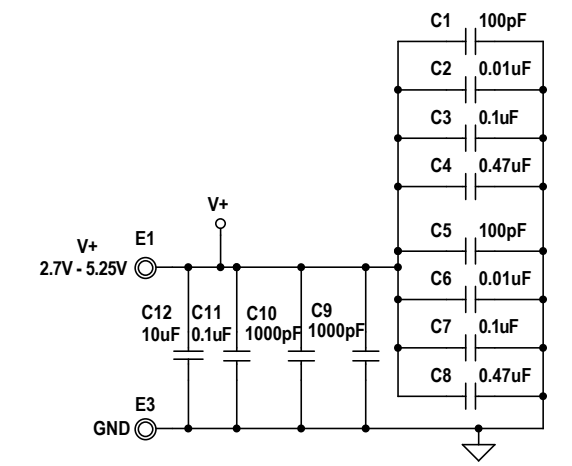 C1 100pF
C2 0.01uF
C3 0.1uF
C4 0.47uF
V+
E1
V+
2.7V - 5.25V
C5 100pF
C6 0.01uF
C7 0.1uF
C8 0.47uF
C12 C11 C10 C9
10uF 0.1uF 1000pF 1000pF
E3
GND